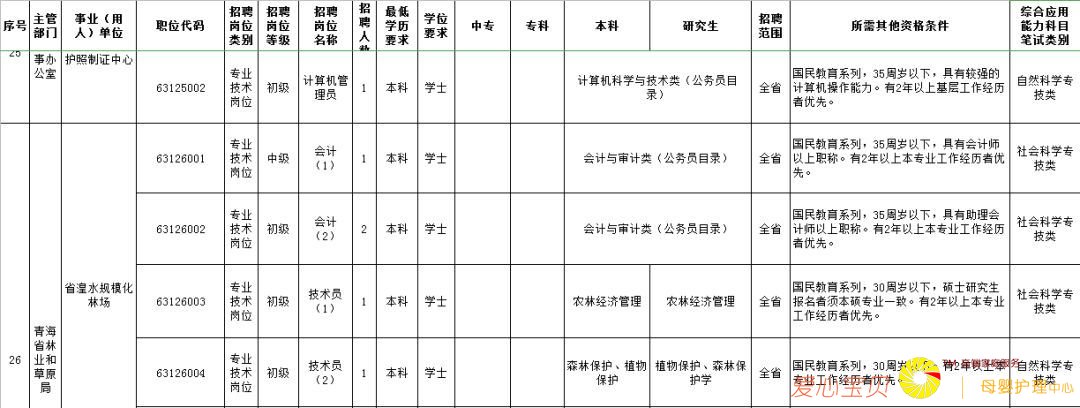 序号 主管部门 事业（用人）单位 职位代码 招聘岗位类别 招聘岗位等级 招聘岗位名称 招聘人数 最低学历要求 学位要求 中专 专科 本科 研究生 招聘范围 所需其他资格条件 综合应用能力科目笔试类别
25 事办公室 护照制证中心
63125002 专业技术岗位 初级 计算机管理员 1 本科 学士 计算机科学与技术类（公务员目录） 全省 国民教育系列，35周岁以下，具有较强的计算机操作能力。有2年以上基层工作经历者优先。 自然科学专技类
26 青海省林业和草原局 省湟水规模化林场
63126001 专业技术岗位 中级 会计（1） 1 本科 学士 会计与审计类（公务员目录） 全省 国民教育系列，35周岁以下，具有会计师以上职称。有2年以上本专业工作经历者优先。 社会科学专技类
63126002 专业技术岗位 初级 会计（2） 2 本科 学士 会计与审计类（公务员目录） 全省 国民教育系列，35周岁以下，具有助理会计师以上职称。有2年以上本专业工作经历者优先。 社会科学专技类
63126003 专业技术岗位 初级 技术员（1） 1 本科 学士 农林经济管理 农林经济管理 全省 国民教育系列，30周岁以下，硕士研究生报名者须本硕专业一致。有2年以上本专业工作经历者优先。 社会科学专技类
63126004 专业技术岗位 初级 技术员（2） 1 本科 学士 森林保护、植物保护 植物保护、森林保护学 全省 国民教育系列，30周岁以下，有2年以上本专业工作经历者优先。 自然科学专技类
爱心宝贝
母婴护理中心